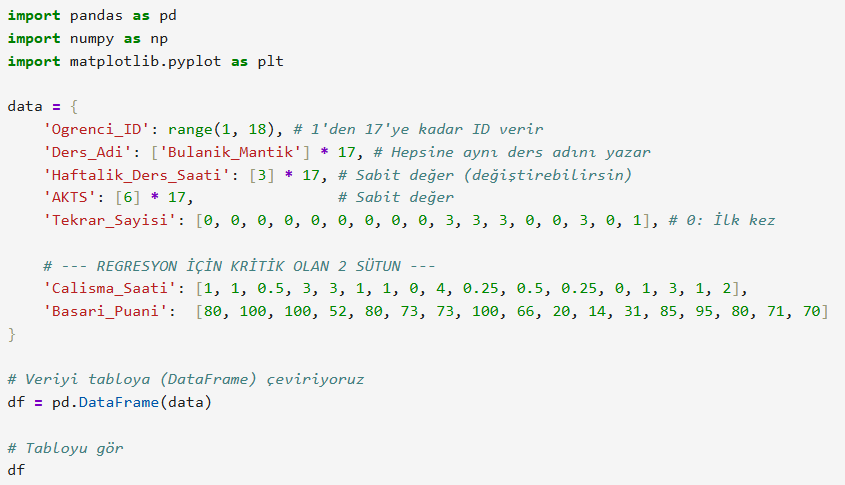 import pandas as pd
import numpy as np
import matplotlib.pyplot as plt
data = {
'Ogrenci_ID': range(1, 18), # 1'den 17'ye kadar ID verir
'Ders_Adi': ['Bulanik_Mantik'] * 17, # Hepsine aynı ders adını yazar
'Haftalik_Ders_Saati': [3] * 17, # Sabit değer (değiştirebilirsin)
'AKTS': [6] * 17, # Sabit değer
'Tekrar_Sayisi': [0, 0, 0, 0, 0, 0, 0, 0, 0, 3, 3, 3, 0, 0, 3, 0, 1], # 0: İlk kez
# --- REGRESYON İÇİN KRİTİK OLAN 2 SÜTUN ---
'Calisma_Saati': [1, 1, 0.5, 3, 3, 1, 1, 0, 4, 0.25, 0.5, 0.25, 0, 1, 3, 1, 2],
'Basari_Puani': [80, 100, 100, 52, 80, 73, 73, 100, 66, 20, 14, 31, 85, 95, 80, 71, 70]
}
# Veriyi tabloya (DataFrame) çeviriyoruz
df = pd.DataFrame(data)
# Tabloyu gör
df